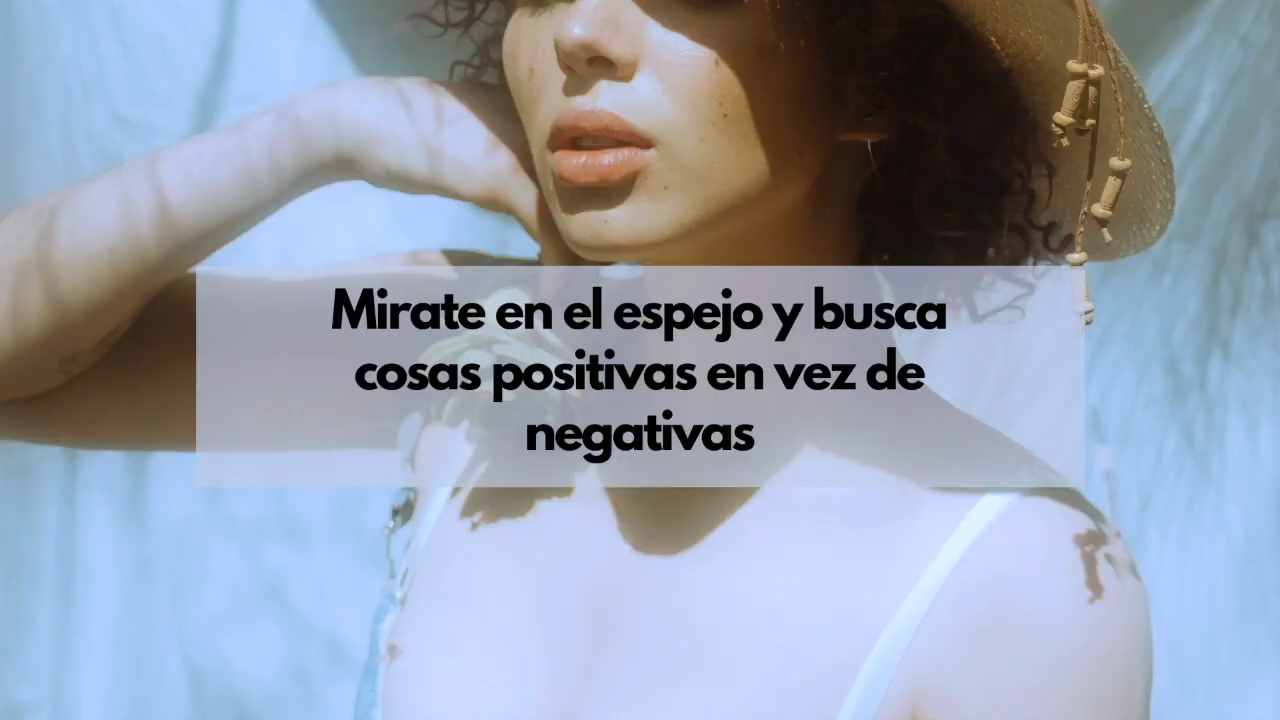 Mirate en el espejo y busca
cosas positivas en vez de
negativas